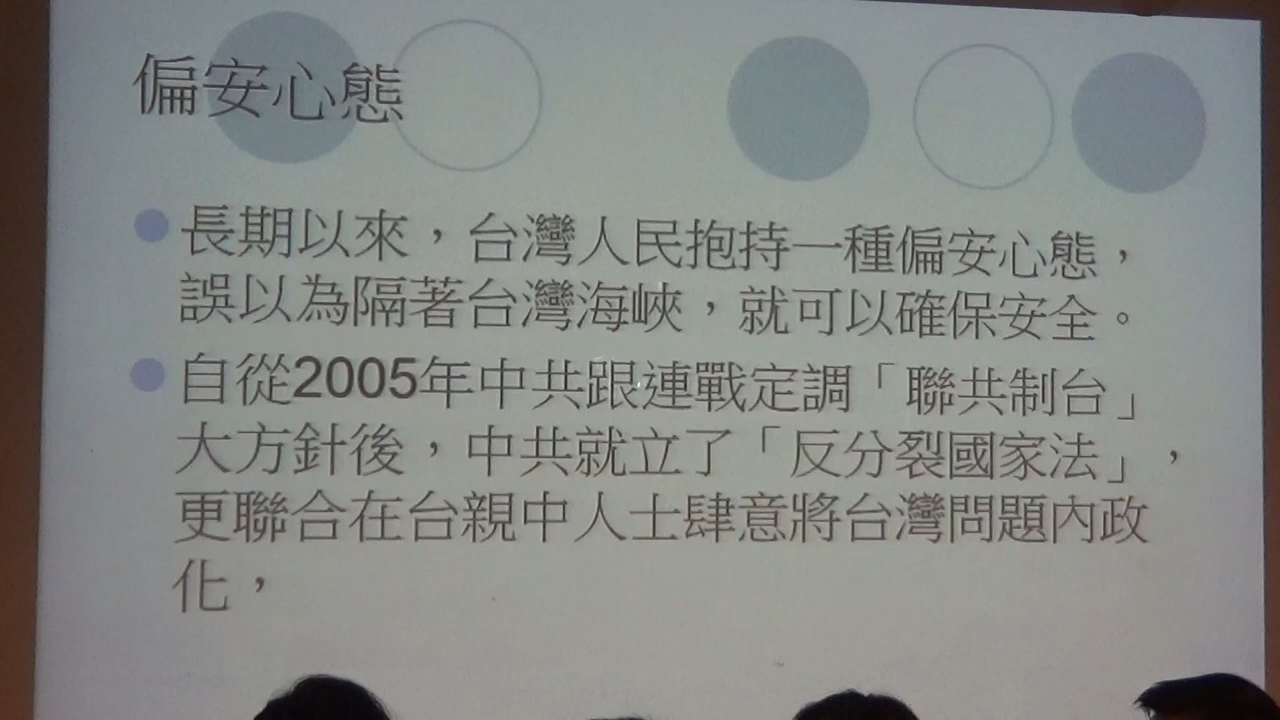 偏安心態
長期以來，台灣人民抱持一種偏安心態，
誤以為隔著台灣海峽，就可以確保安全。
自從2005年中共跟連戰定調「聯共制台」
大方針後，中共就立了「反分裂國家法」，
更聯合在台親中人士肆意將台灣問題內政
化，